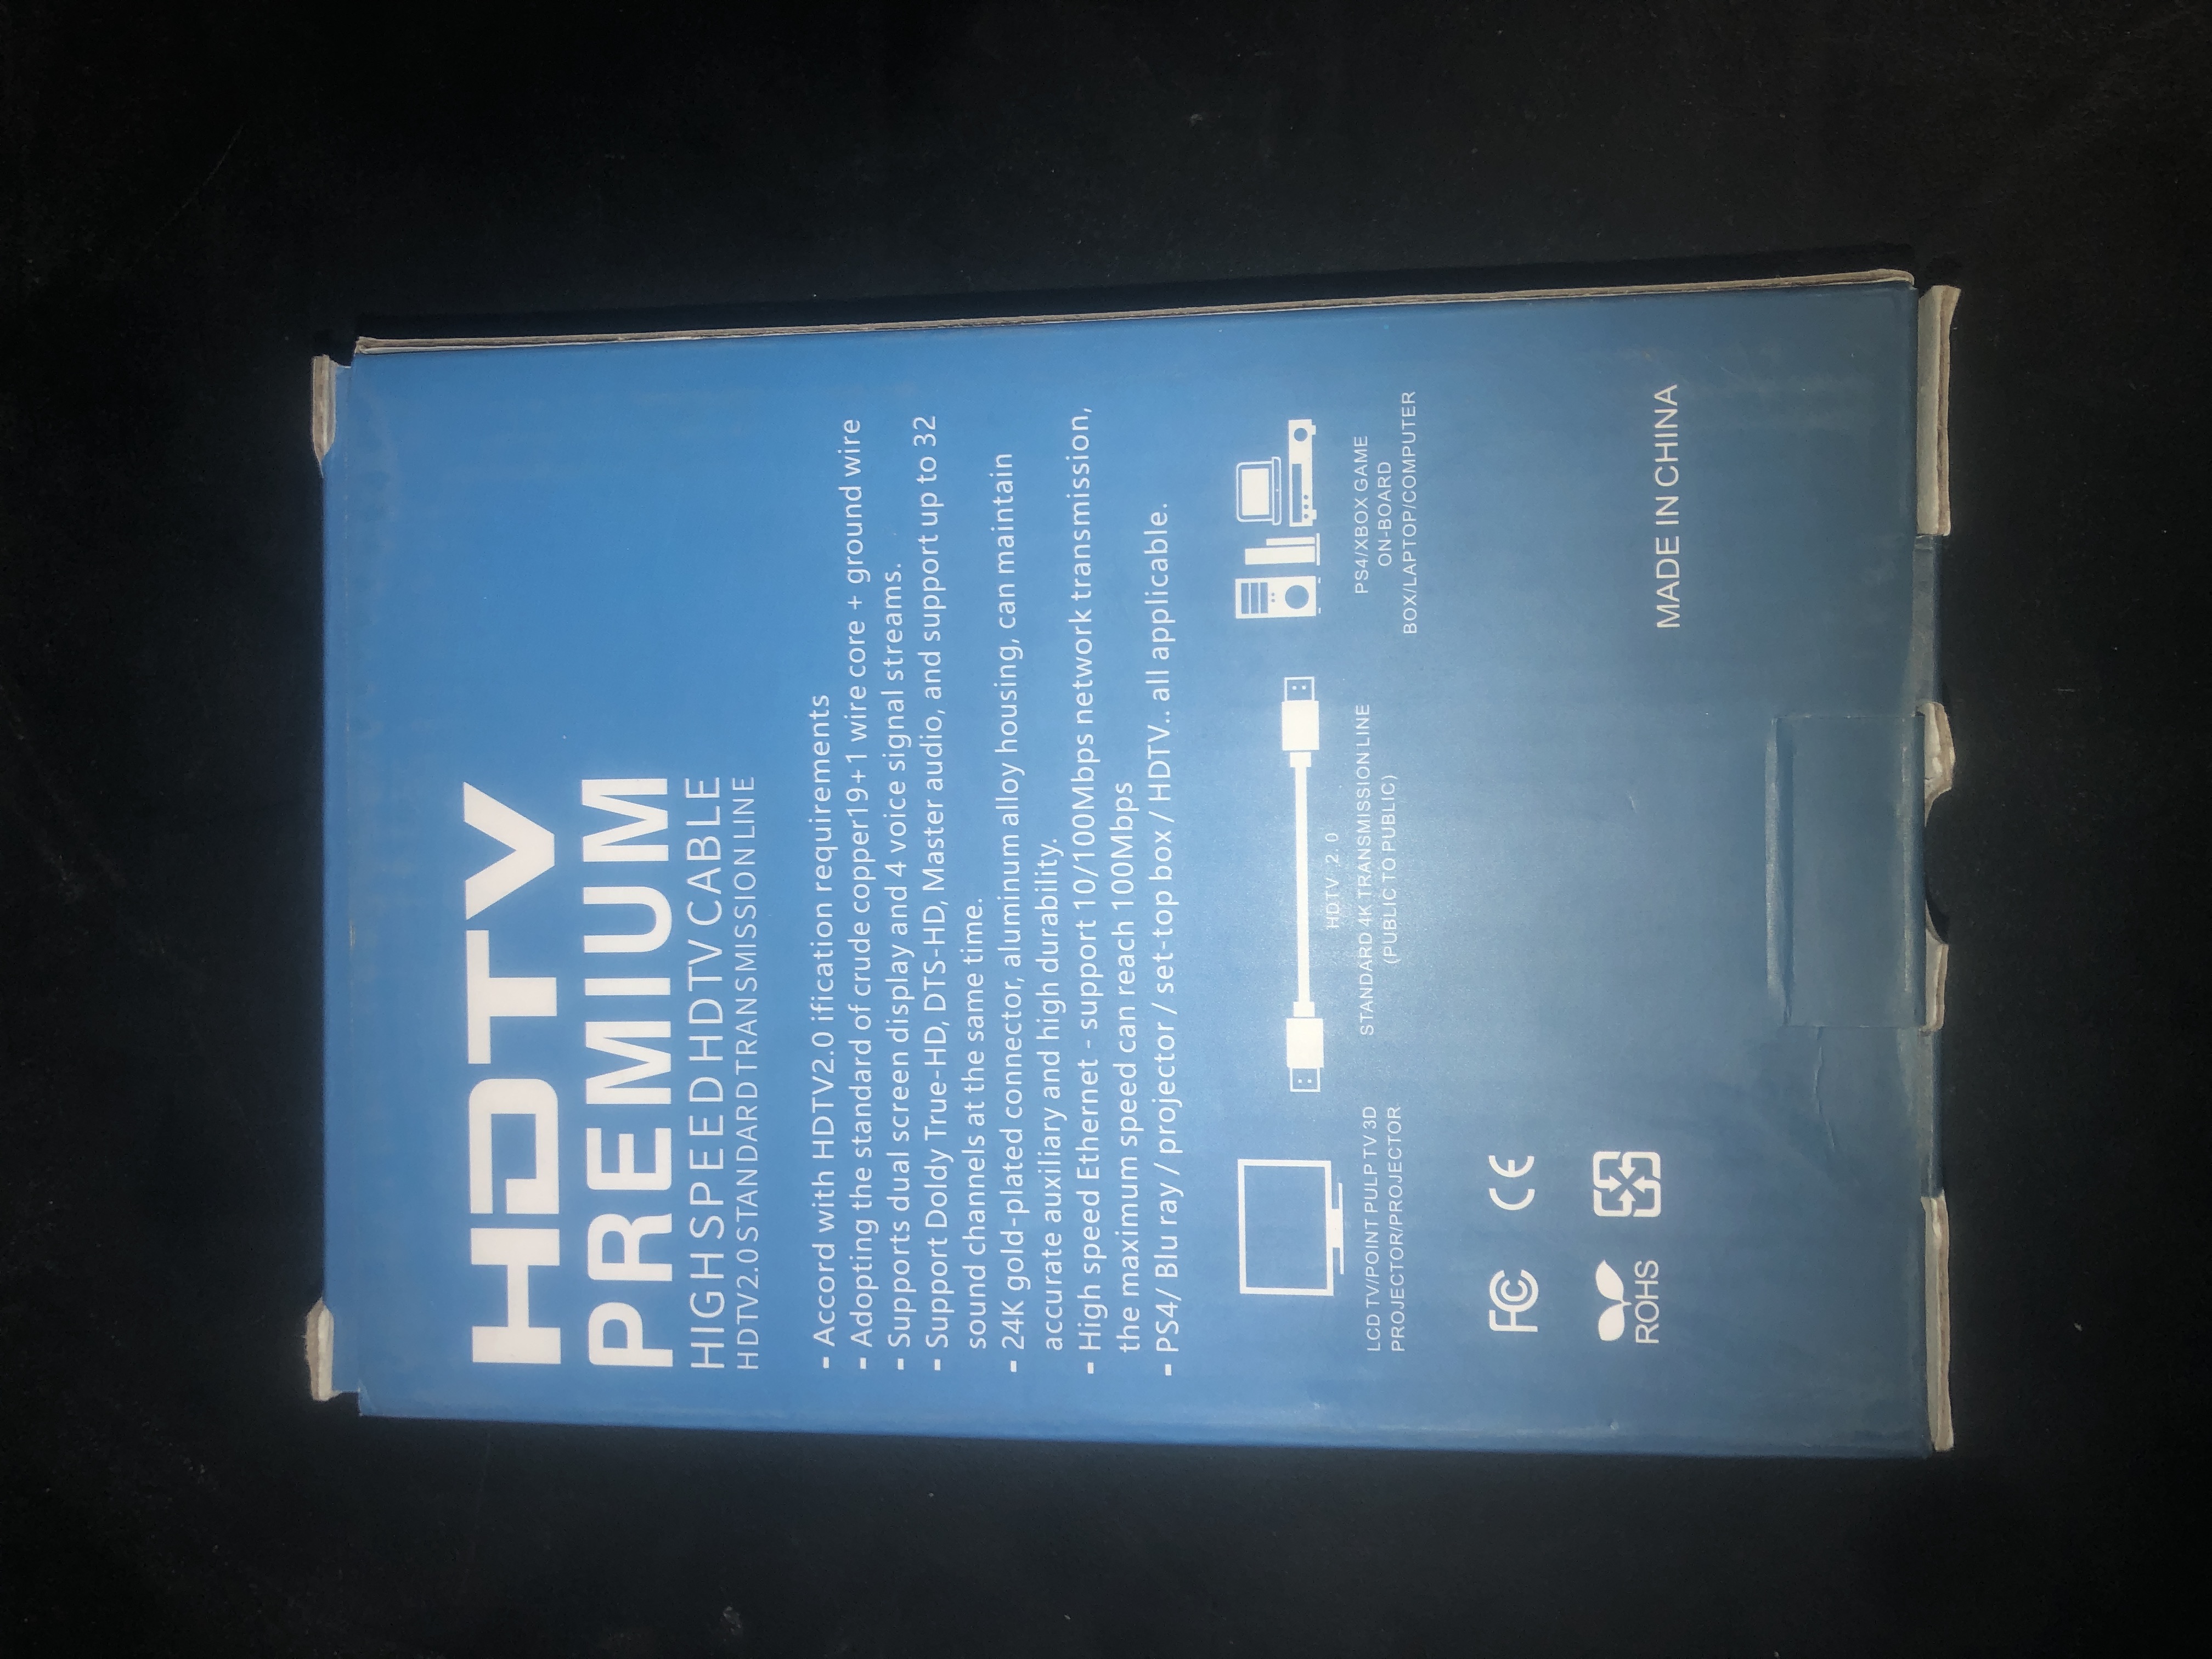 HDTV
PREMIUM
HIGH SPEED HDTV CABLE
HDTV2.0 STANDARD TRANSMISSION LINE
- Accord with HDTV2.0 ification requirements
- Adopting the standard of crude copper19+1 wire core + ground wire
- Supports dual screen display and 4 voice signal streams.
- Support Doldy True-HD, DTS-HD, Master audio, and support up to 32
sound channels at the same time.
- 24K gold-plated connector, aluminum alloy housing, can maintain
accurate auxiliary and high durability.
- High speed Ethernet - support 10/100Mbps network transmission,
the maximum speed can reach 100Mbps
- PS4/ Blu ray / projector / set-top box / HDTV.. all applicable.
LCD TV/POINT PULP TV 3D
PROJECTOR/PROJECTOR
HDTV 2.0
STANDARD 4K TRANSMISSION LINE
(PUBLIC TO PUBLIC)
PS4/XBOX GAME
ON-BOARD
BOX/LAPTOP/COMPUTER
FC CE
ROHS
MADE IN CHINA